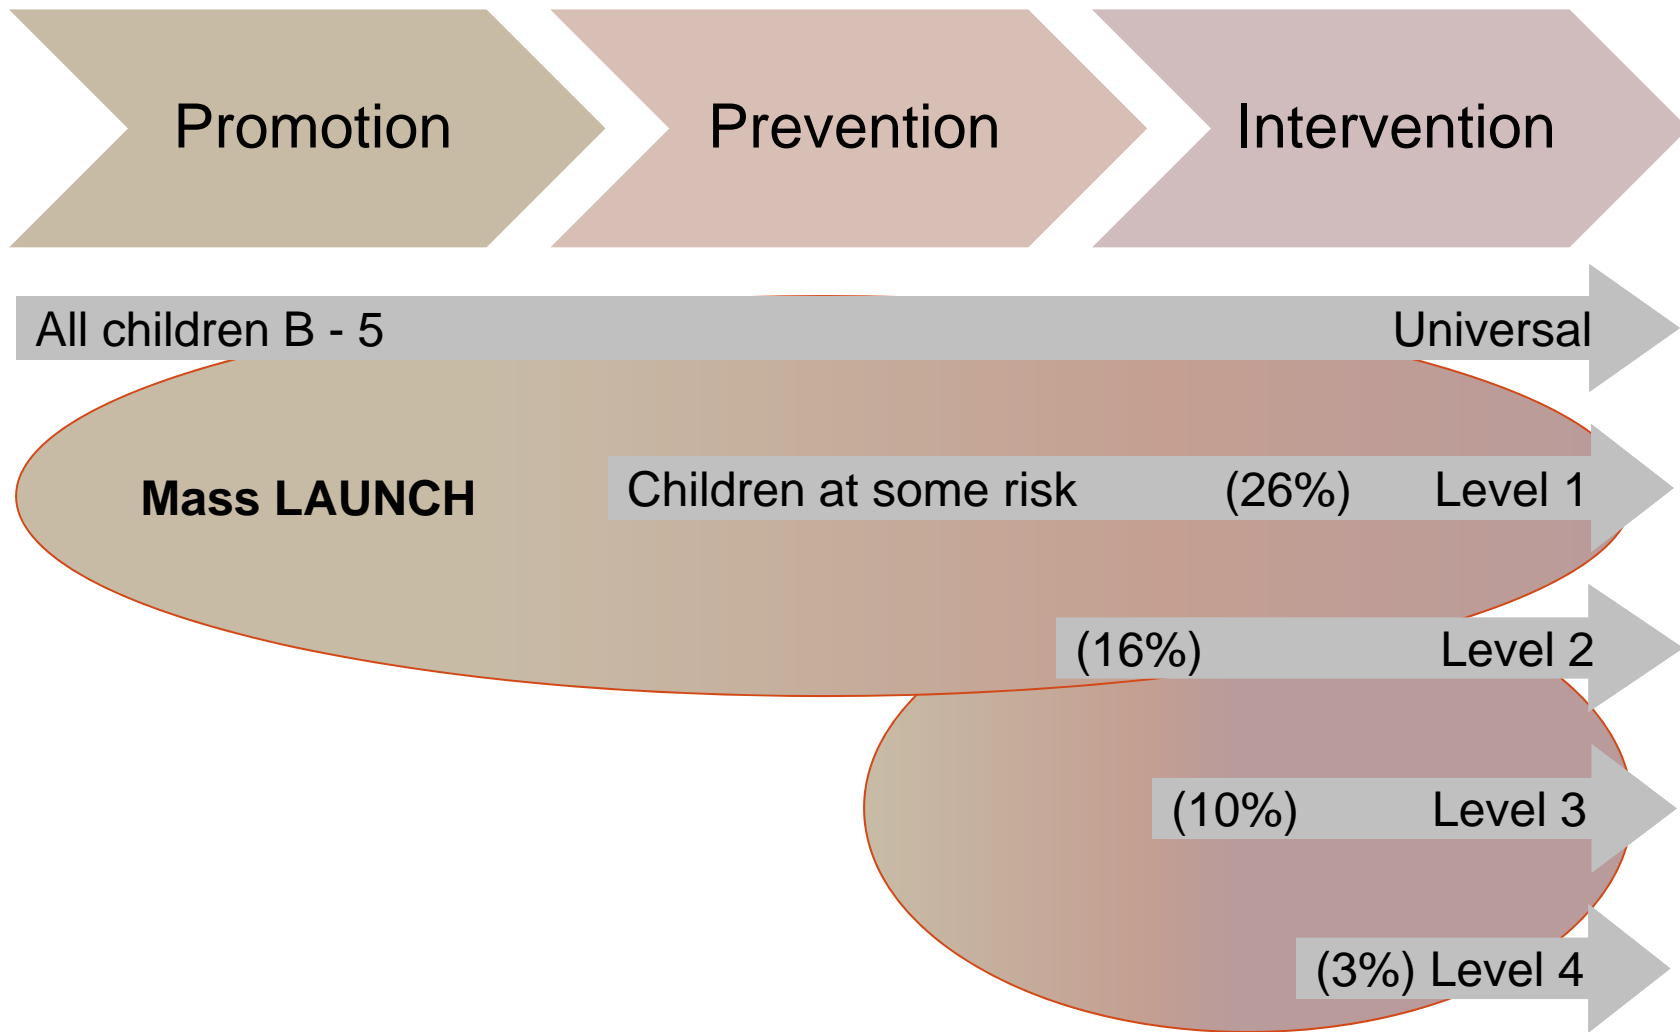 Promotion Prevention Intervention
All children B - 5 Universal
Mass LAUNCH Children at some risk (26%) Level 1
(16%) Level 2
(10%) Level 3
(3%) Level 4